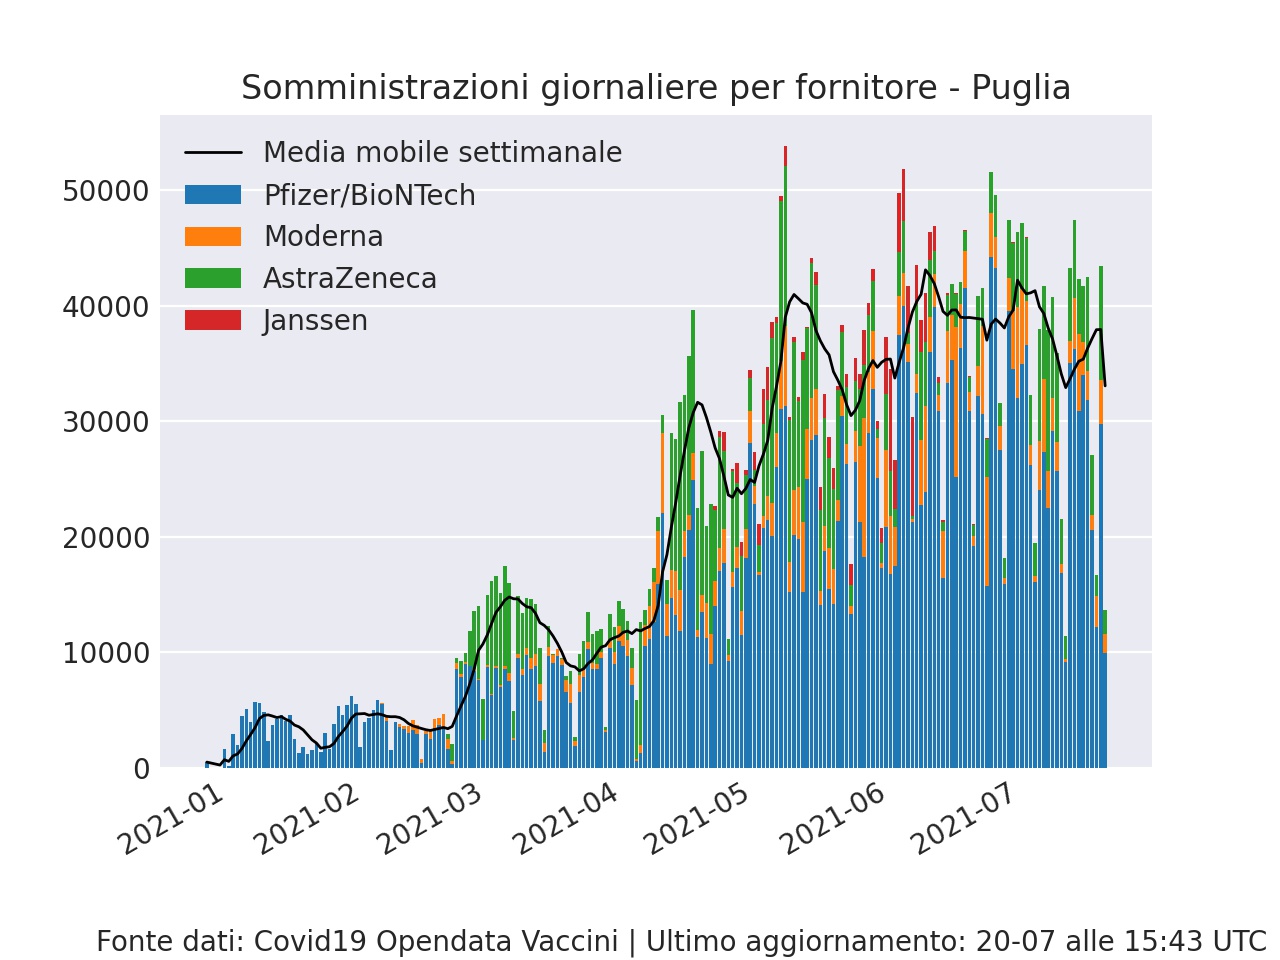 Somministrazioni giornaliere per fornitore - Puglia
Media mobile settimanale
Pfizer/BioNTech
Moderna
AstraZeneca
Janssen
50000
40000
30000
20000
10000
0
2021-01
2021-02
2021-03
2021-04
2021-05
2021-06
2021-07
Fonte dati: Covid19 Opendata Vaccini | Ultimo aggiornamento: 20-07 alle 15:43 UTC